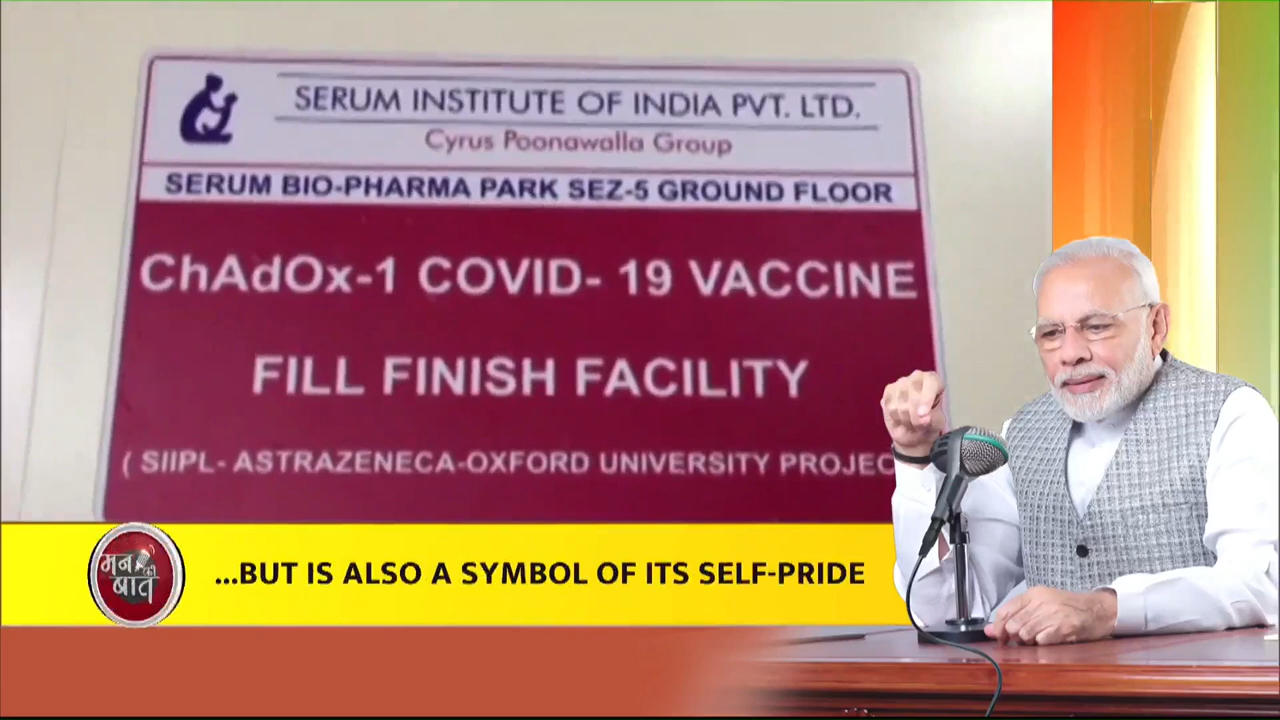 SERUM INSTITUTE OF INDIA PVT. LTD.
Cyrus Poonawalla Group
SERUM BIO-PHARMA PARK SEZ-5 GROUND FLOOR
ChAdOx-1 COVID- 19 VACCINE
FILL FINISH FACILITY
( SIIPL- ASTRAZENECA-OXFORD UNIVERSITY PROJEC
मन
की
बात
...BUT IS ALSO A SYMBOL OF ITS SELF-PRIDE